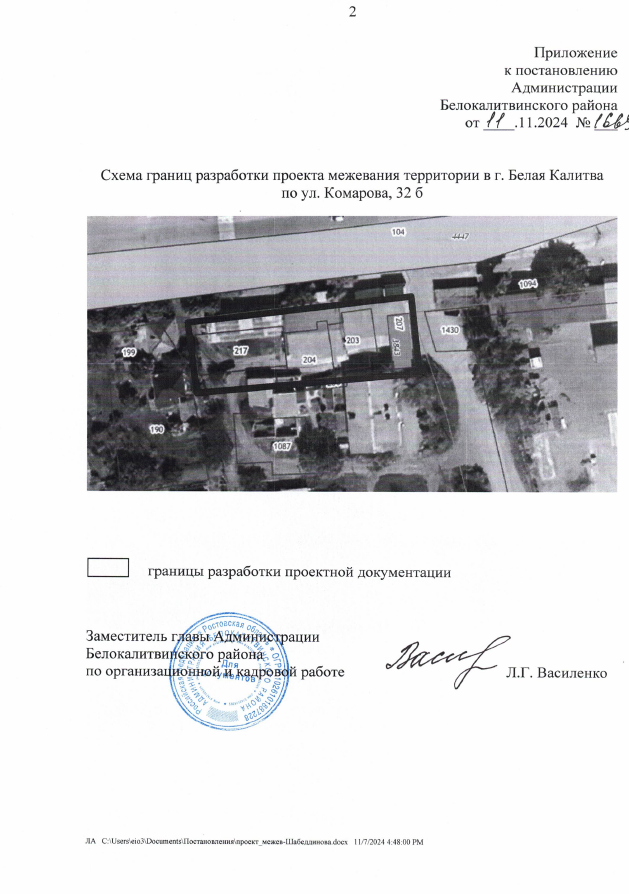 2
Приложение
к постановлению
Администрации
Белокалитвинского района
от 11.11.2024 №
Схема границ разработки проекта межевания территории в г. Белая Калитва
по ул. Комарова, 32 б
104
4447
1094
199
217
204
203
207
1430
190
1087
границы разработки проектной документации
Заместитель главы Администрации
Белокалитвинского района
по организационной и кадровой работе
Л.Г. Василенко
Для
документов
ЛА C:\Users\eio3\Documents\Постановления\проект_межев-Шабеддинова.docx 11/7/2024 4:48:00 PM